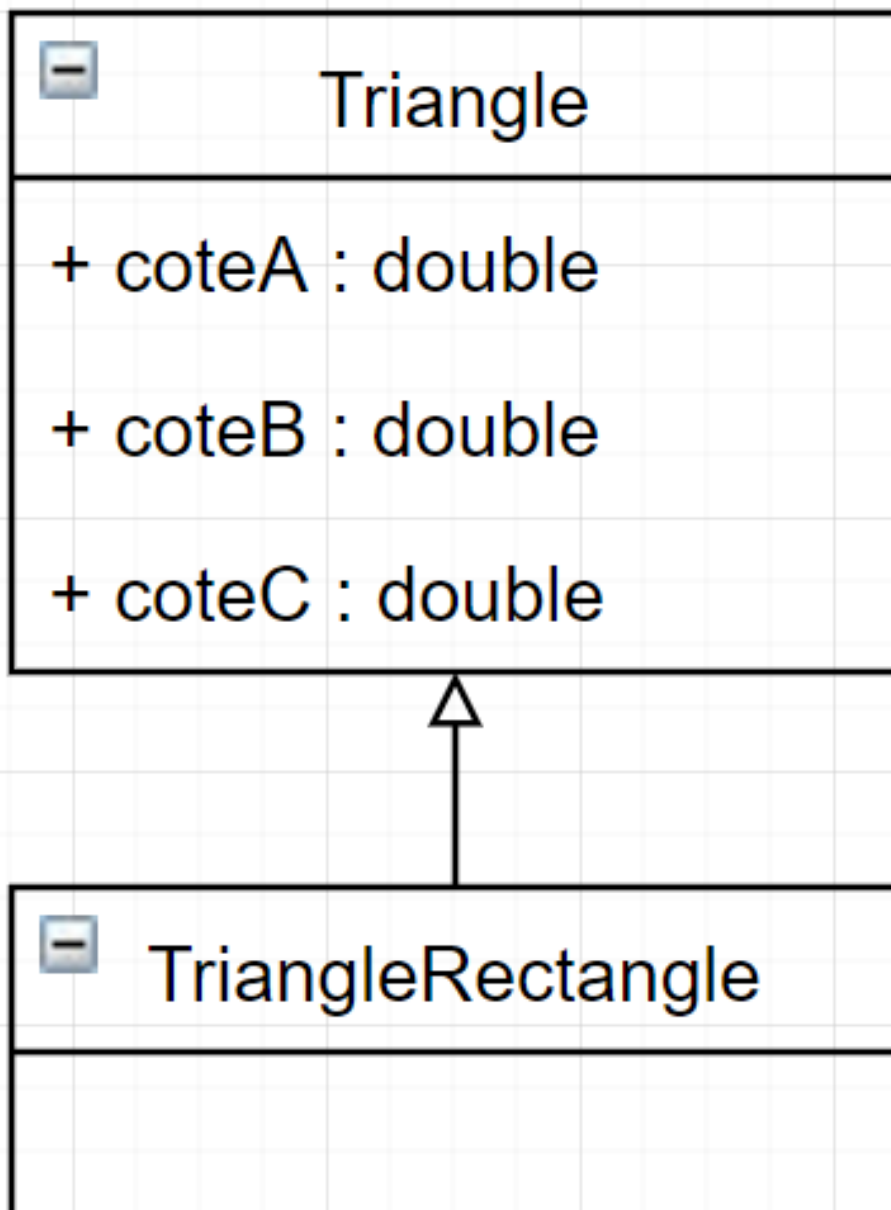 Triangle
+ coteA : double
+ coteB : double
+ coteC : double
TriangleRectangle